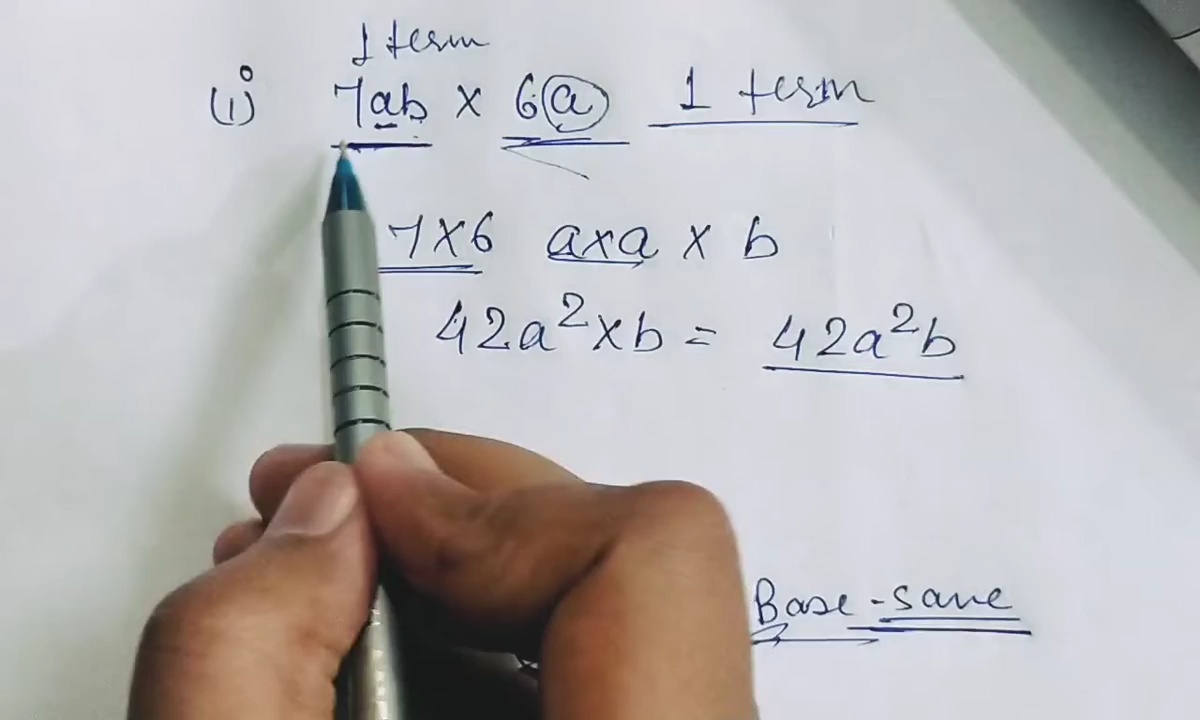 1 term
(i) 7ab × 6a 1 term
7×6 a×a × b
42a²×b = 42a²b
Base - same